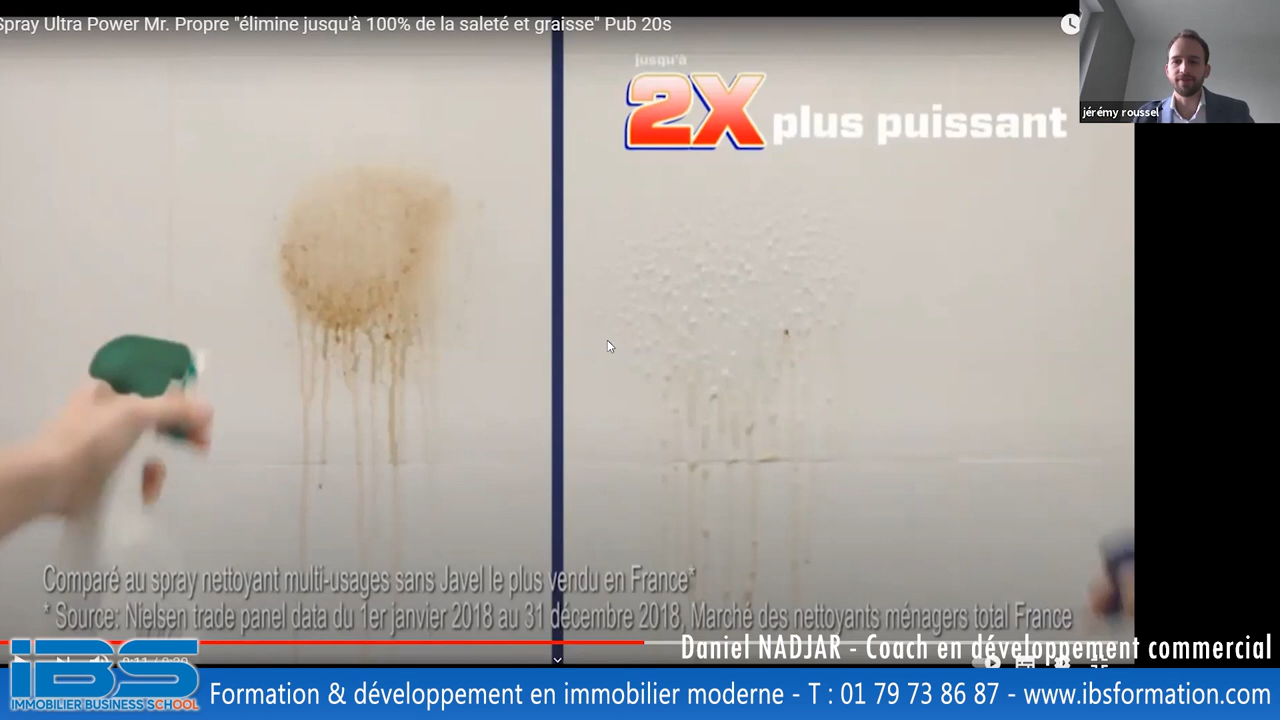 Spray Ultra Power Mr. Propre "élimine jusqu'à 100% de la saleté et graisse" Pub 20s
jérémy roussel
jusqu'à
2X plus puissant
Comparé au spray nettoyant multi-usages sans Javel le plus vendu en France*
* Source: Nielsen trade panel data du 1er janvier 2018 au 31 décembre 2018, Marché des nettoyants ménagers total France
Daniel NADJAR - Coach en développement commercial
iBS
IMMOBILIER BUSINESS SCHOOL
Formation & développement en immobilier moderne - T : 01 79 73 86 87 - www.ibsformation.com